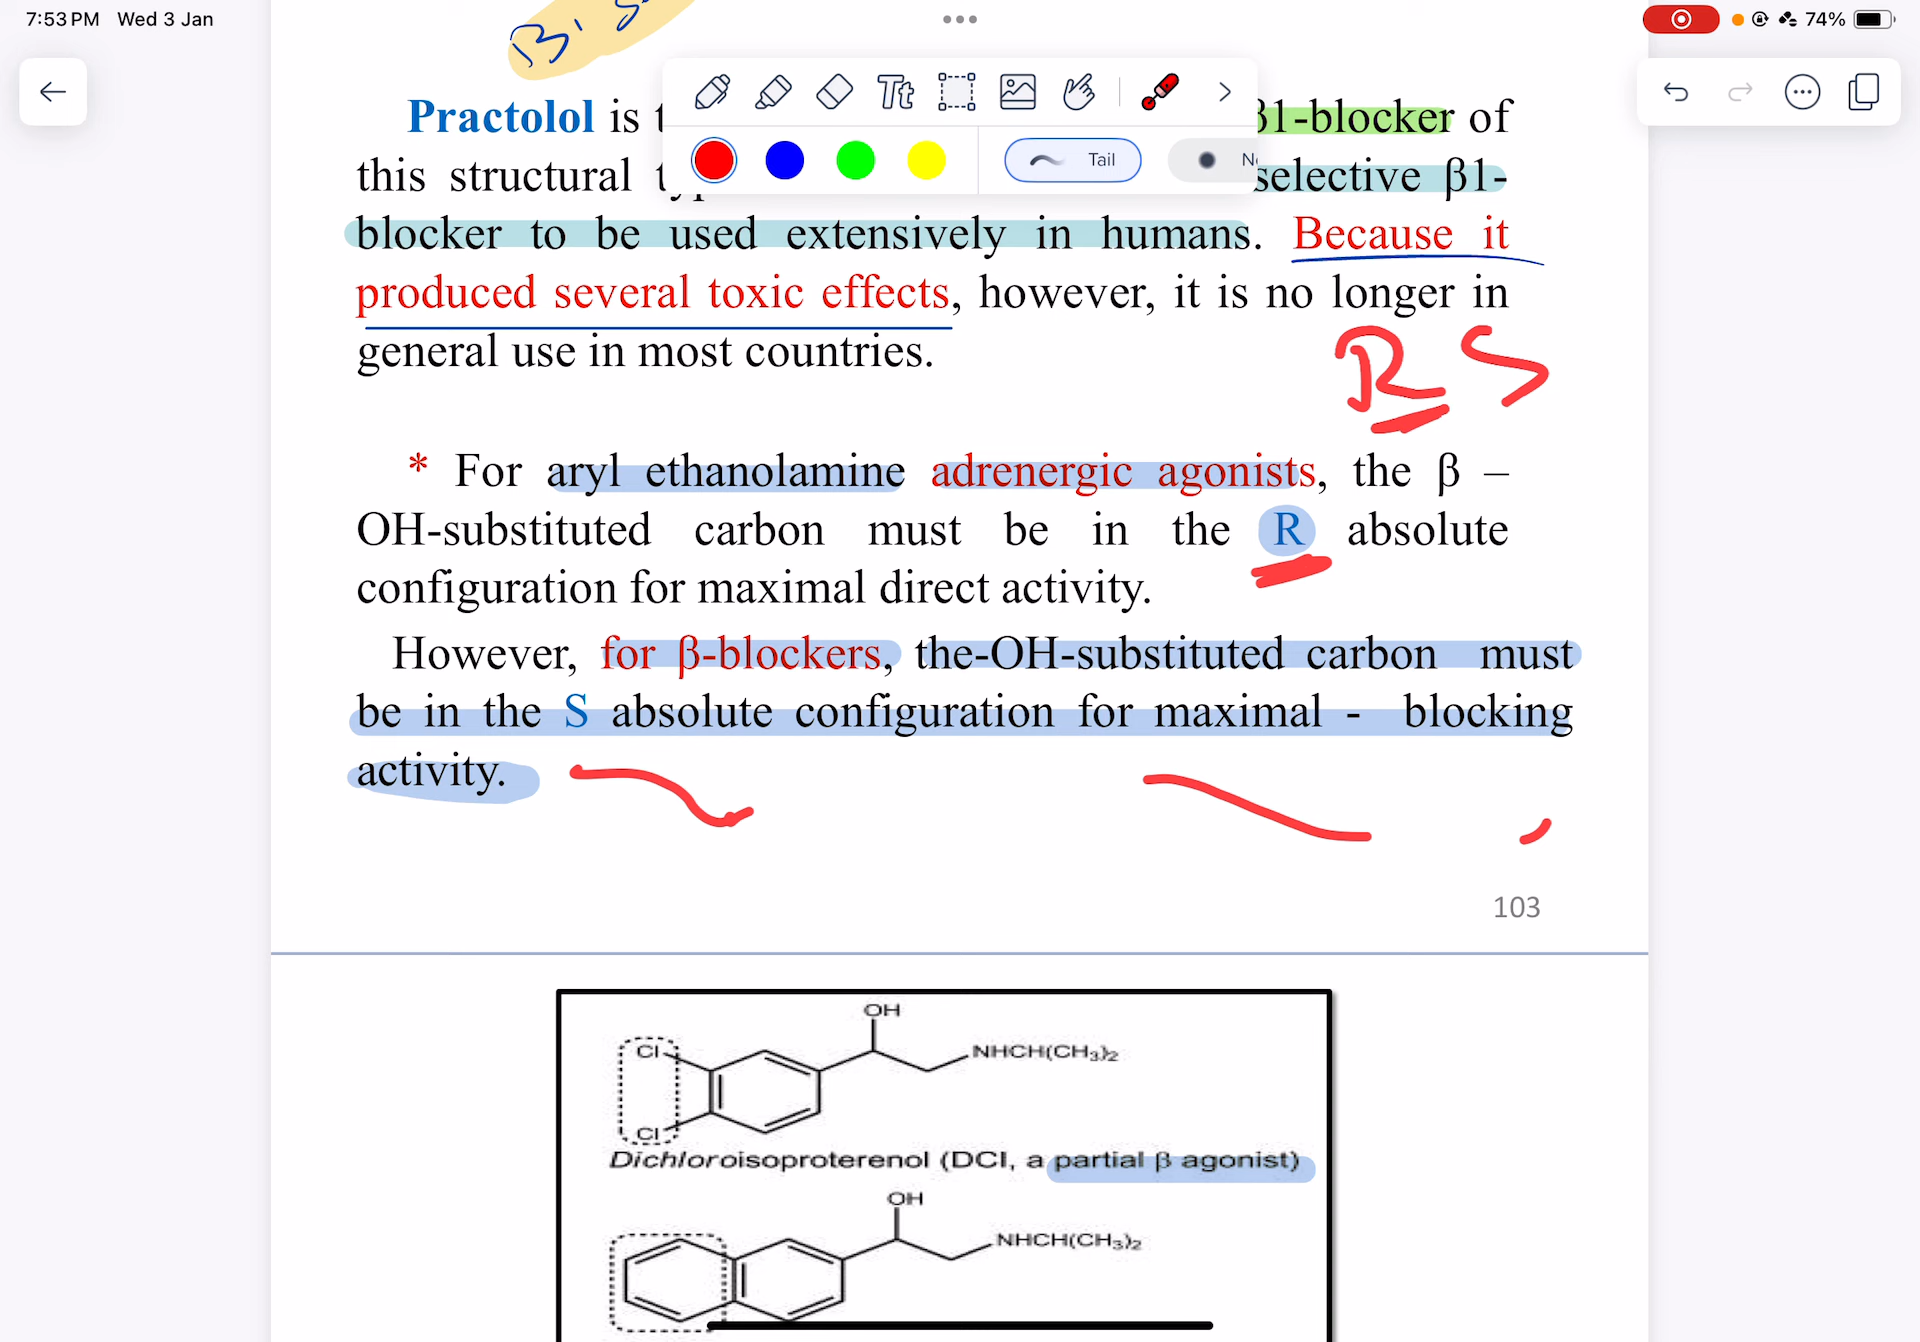 7:53 PM Wed 3 Jan
74%
Tt
Tail
Practolol is β1-blocker of
this structural selective β1-
blocker to be used extensively in humans. Because it
produced several toxic effects, however, it is no longer in
general use in most countries.
R S
* For aryl ethanolamine adrenergic agonists, the β –
OH-substituted carbon must be in the R absolute
configuration for maximal direct activity.
However, for β-blockers, the-OH-substituted carbon must
be in the S absolute configuration for maximal - blocking
activity.
103
OH
Cl
NHCH(CH₃)₂
Cl
Dichloroisoproterenol (DCI, a partial β agonist)
OH
NHCH(CH₃)₂